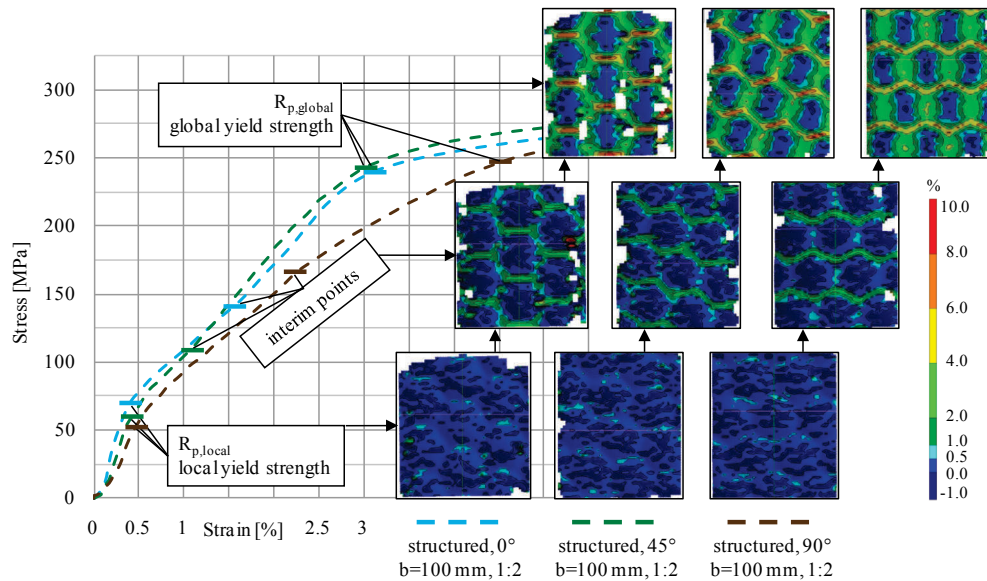 300
250
200
150
100
50
0
Stress [MPa]
0
0.5
1
Strain [%]
2.5
3
R_p,global
global yield strength
interim points
R_p,local
local yield strength
%
10.0
8.0
6.0
4.0
2.0
1.0
0.5
0.0
-1.0
structured, 0°
b=100 mm, 1:2
structured, 45°
b=100 mm, 1:2
structured, 90°
b=100 mm, 1:2